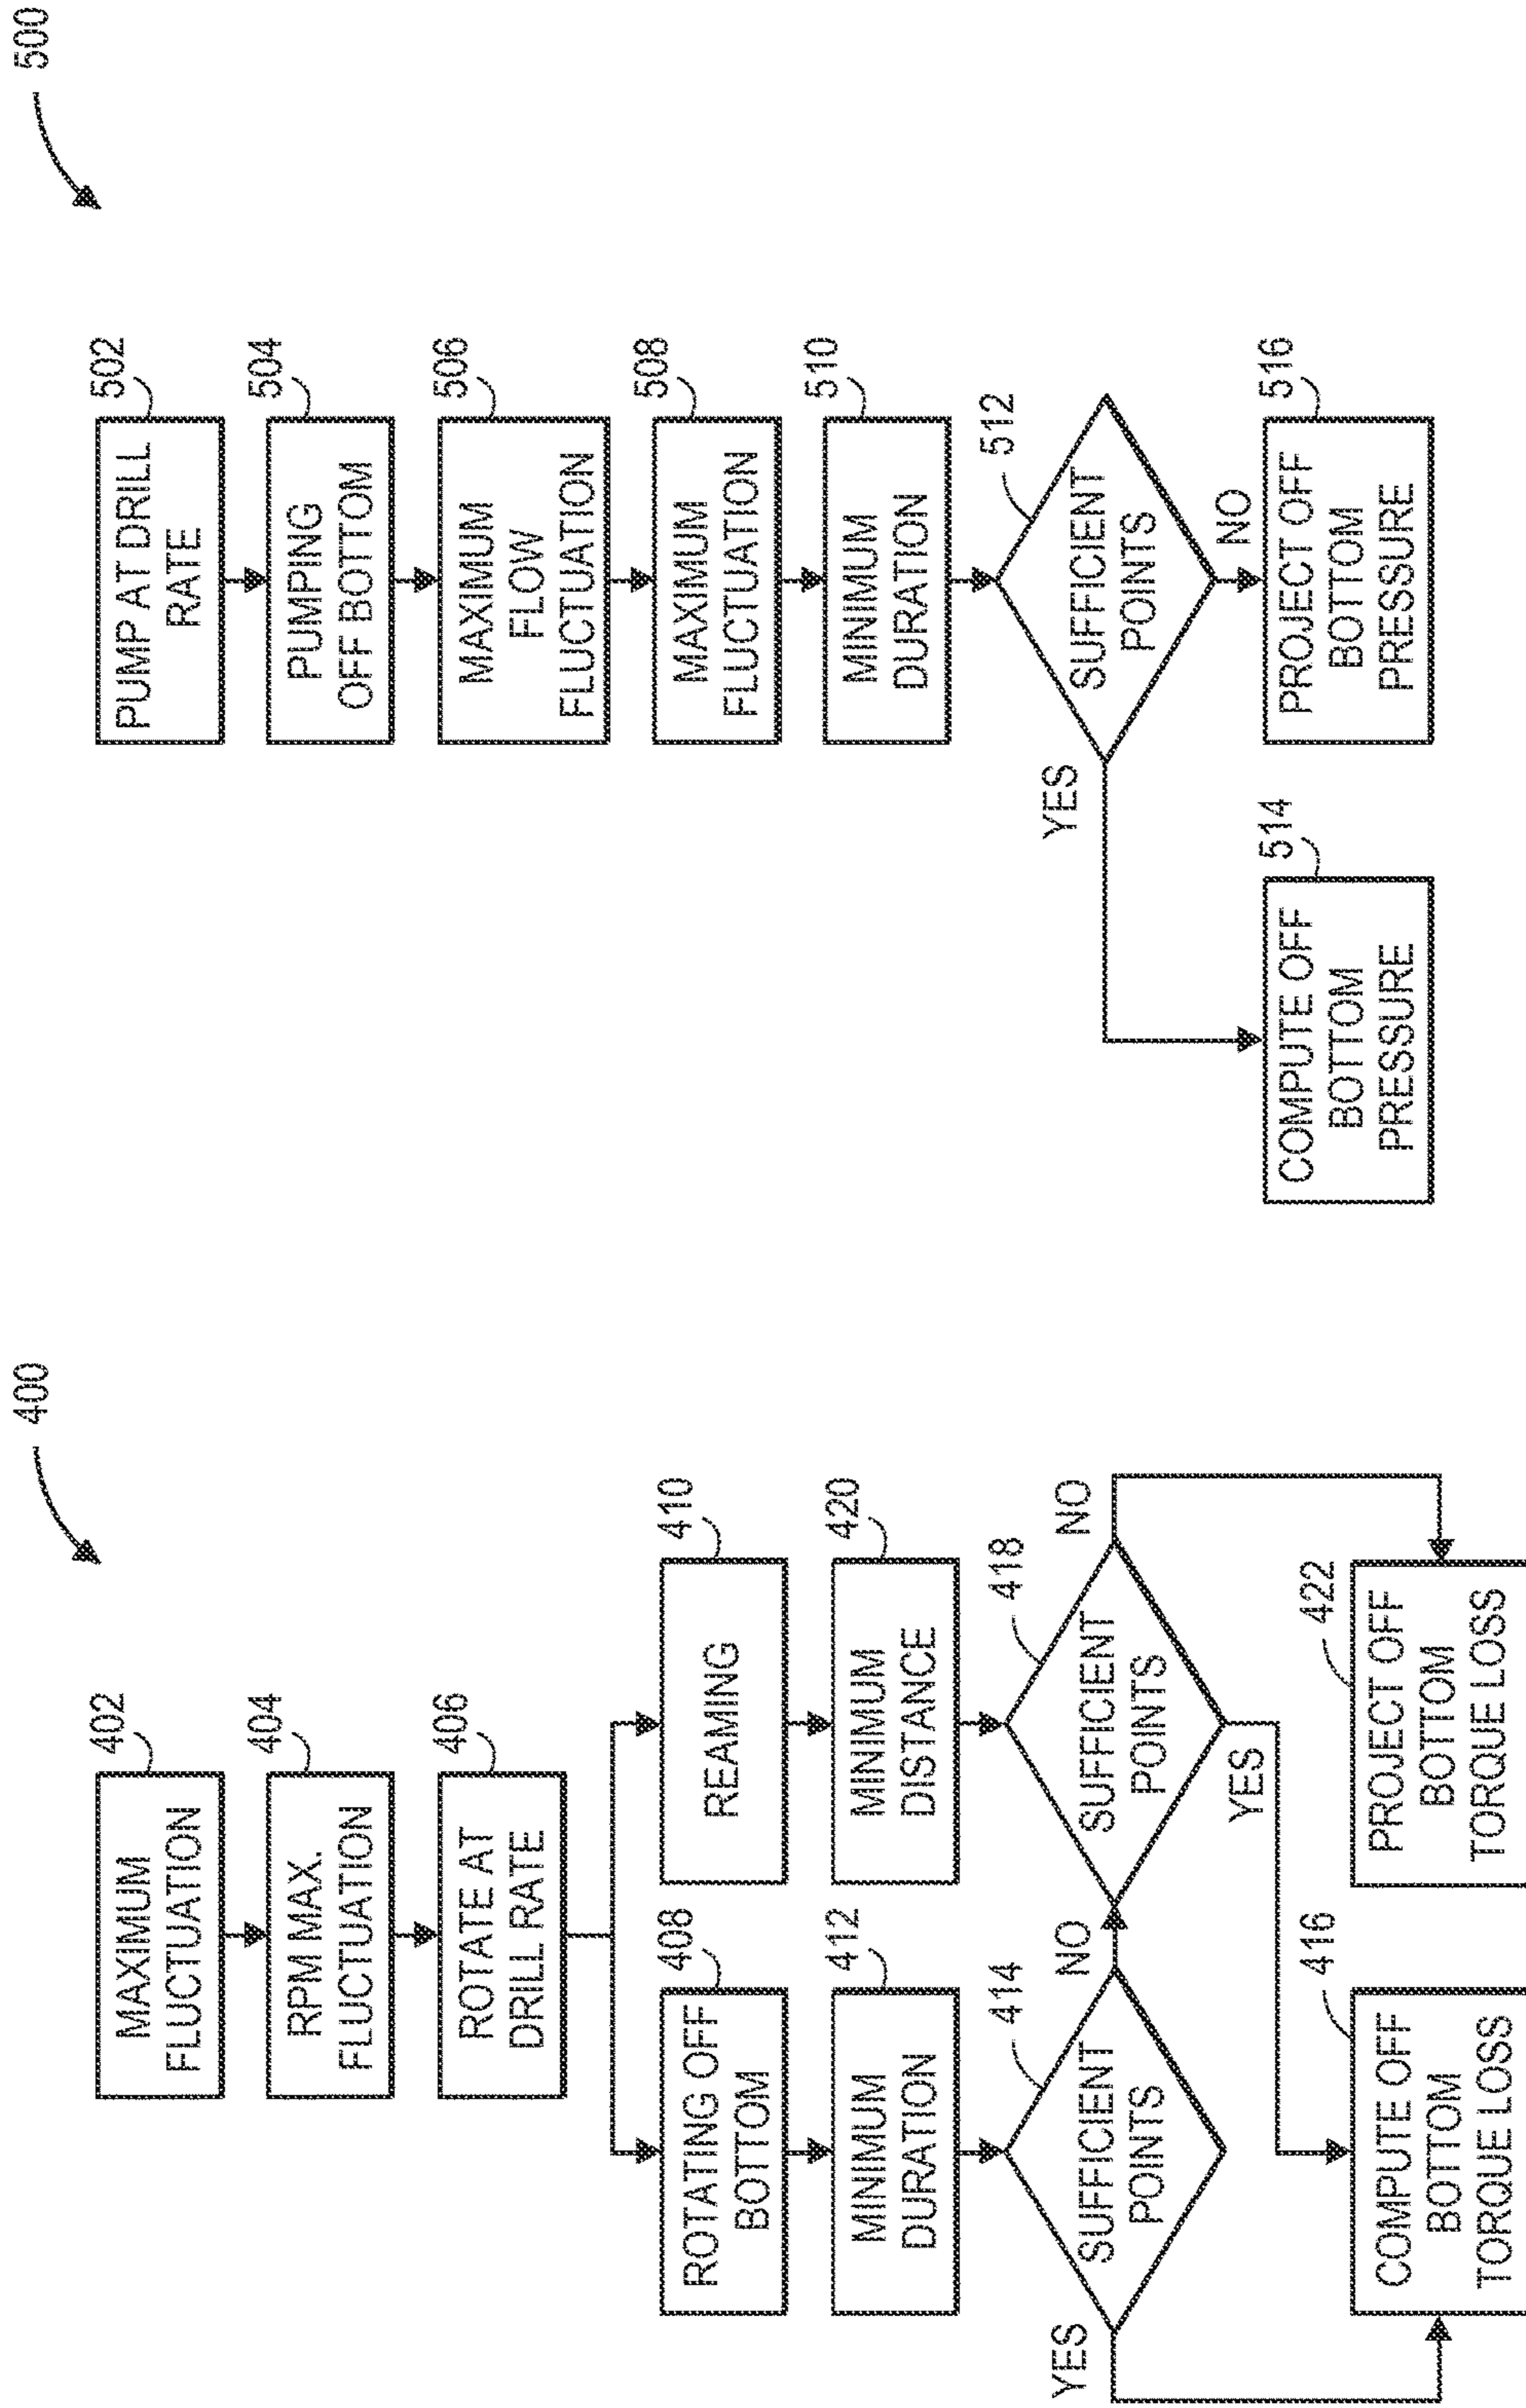 400
MAXIMUM
FLUCTUATION
402
RPM MAX.
FLUCTUATION
404
ROTATE AT
DRILL RATE
406
ROTATING OFF
BOTTOM
408
REAMING
410
MINIMUM
DURATION
412
MINIMUM
DISTANCE
420
SUFFICIENT
POINTS
414
YES
NO
SUFFICIENT
POINTS
418
NO
YES
COMPUTE OFF
BOTTOM
TORQUE LOSS
416
PROJECT OFF
BOTTOM
TORQUE LOSS
422
500
PUMP AT DRILL
RATE
502
PUMPING
OFF BOTTOM
504
MAXIMUM
FLOW
FLUCTUATION
506
MAXIMUM
FLUCTUATION
508
MINIMUM
DURATION
510
SUFFICIENT
POINTS
512
YES
NO
COMPUTE OFF
BOTTOM
PRESSURE
514
PROJECT OFF
BOTTOM
PRESSURE
516